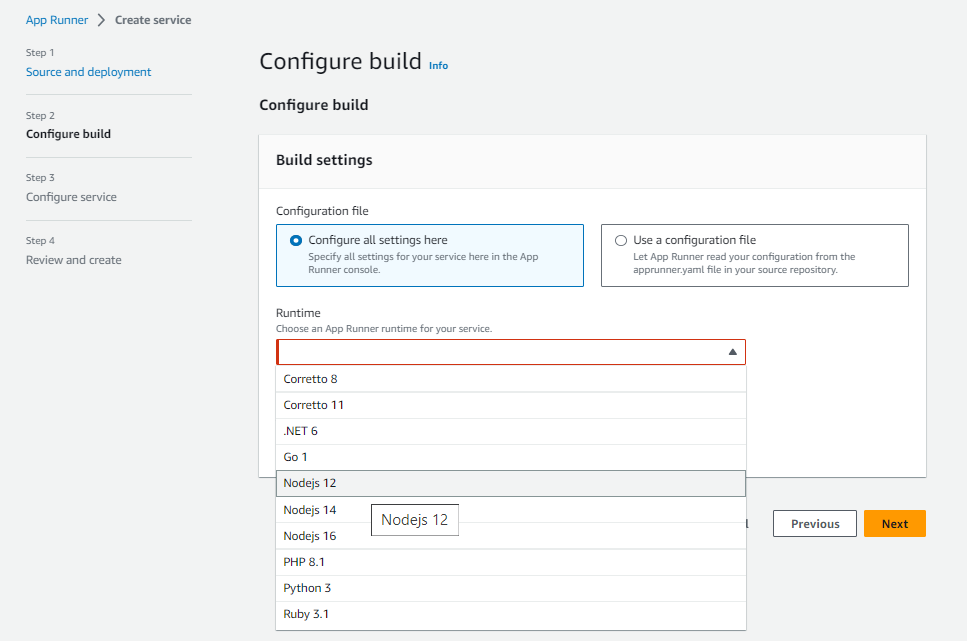 App Runner > Create service
Step 1
Source and deployment
Step 2
Configure build
Step 3
Configure service
Step 4
Review and create
Configure build Info
Configure build
Build settings
Configuration file
Configure all settings here
Specify all settings for your service here in the App
Runner console.
Use a configuration file
Let App Runner read your configuration from the
apprunner.yaml file in your source repository.
Runtime
Choose an App Runner runtime for your service.
Corretto 8
Corretto 11
.NET 6
Go 1
Nodejs 12
Nodejs 14
Nodejs 12
Nodejs 16
PHP 8.1
Python 3
Ruby 3.1
Previous
Next